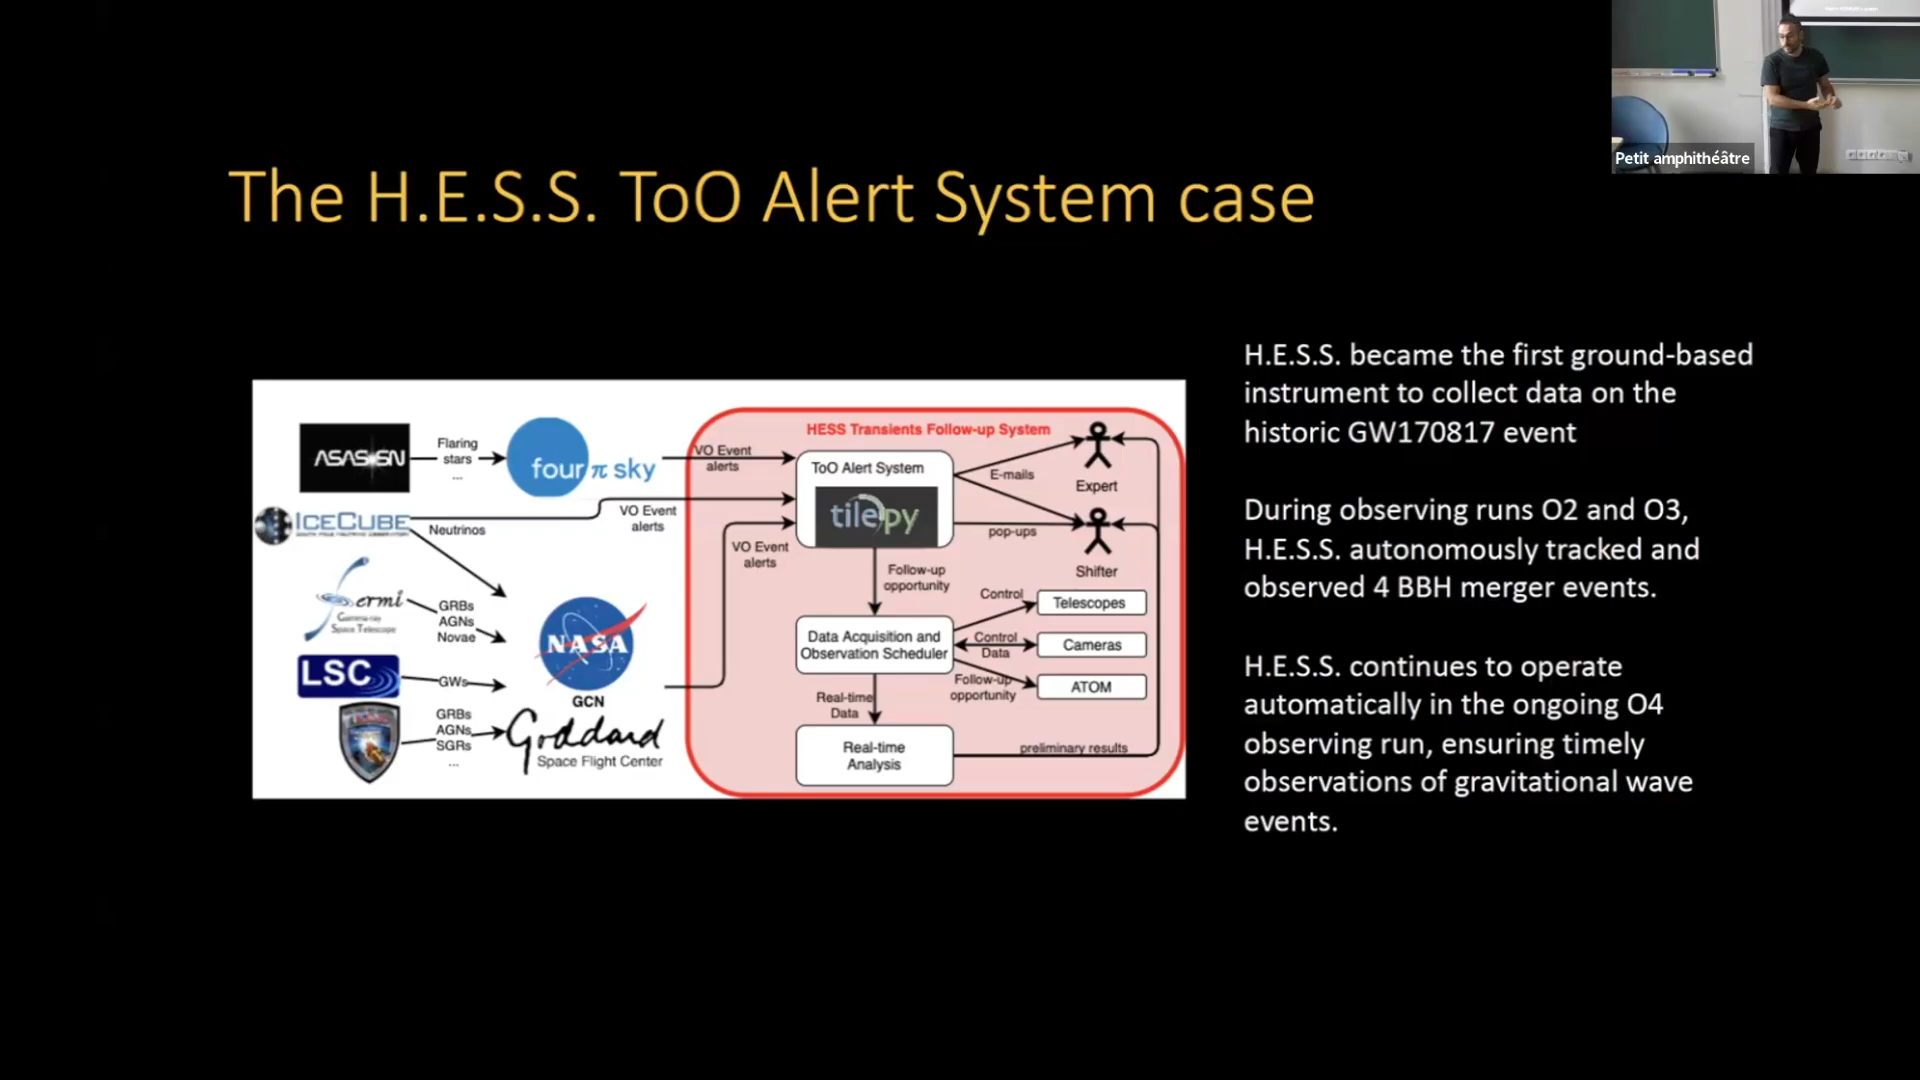 Petit amphithéâtre
The H.E.S.S. ToO Alert System case
ASAS-SN
Flaring
stars
...
four π sky
VO Event
alerts
ICECUBE
Neutrinos
VO Event
alerts
VO Event
alerts
Fermi
Gamma-ray
Space Telescope
GRBs
AGNs
Novae
NASA
GCN
LSC
GWs
GRBs
AGNs
SGRs
...
Goddard
Space Flight Center
HESS Transients Follow-up System
ToO Alert System
tilepy
E-mails
Expert
pop-ups
Shifter
Follow-up
opportunity
Data Acquisition and
Observation Scheduler
Control
Telescopes
Control
Data
Cameras
Follow-up
opportunity
ATOM
Real-time
Data
Real-time
Analysis
preliminary results
H.E.S.S. became the first ground-based
instrument to collect data on the
historic GW170817 event
During observing runs O2 and O3,
H.E.S.S. autonomously tracked and
observed 4 BBH merger events.
H.E.S.S. continues to operate
automatically in the ongoing O4
observing run, ensuring timely
observations of gravitational wave
events.